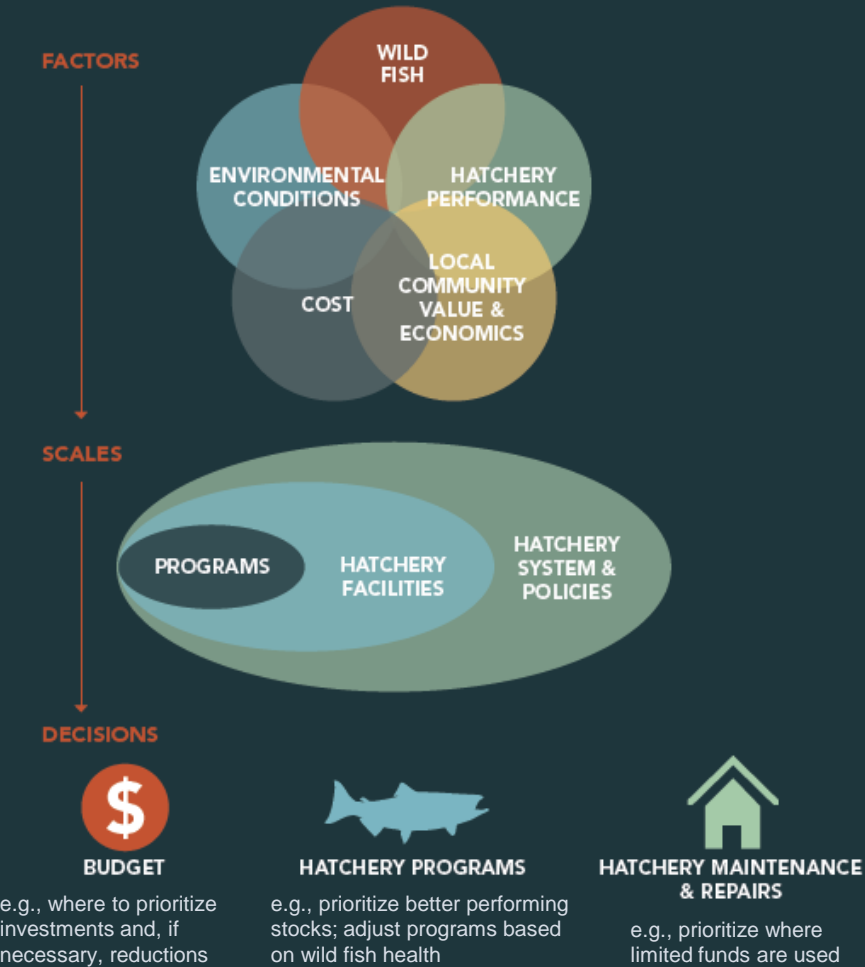 FACTORS
WILD
FISH
ENVIRONMENTAL
CONDITIONS
HATCHERY
PERFORMANCE
LOCAL
COMMUNITY
VALUE &
ECONOMICS
COST
SCALES
PROGRAMS
HATCHERY
FACILITIES
HATCHERY
SYSTEM &
POLICIES
DECISIONS
$
BUDGET
e.g., where to prioritize
investments and, if
necessary, reductions
HATCHERY PROGRAMS
e.g., prioritize better performing
stocks; adjust programs based
on wild fish health
HATCHERY MAINTENANCE
& REPAIRS
e.g., prioritize where
limited funds are used